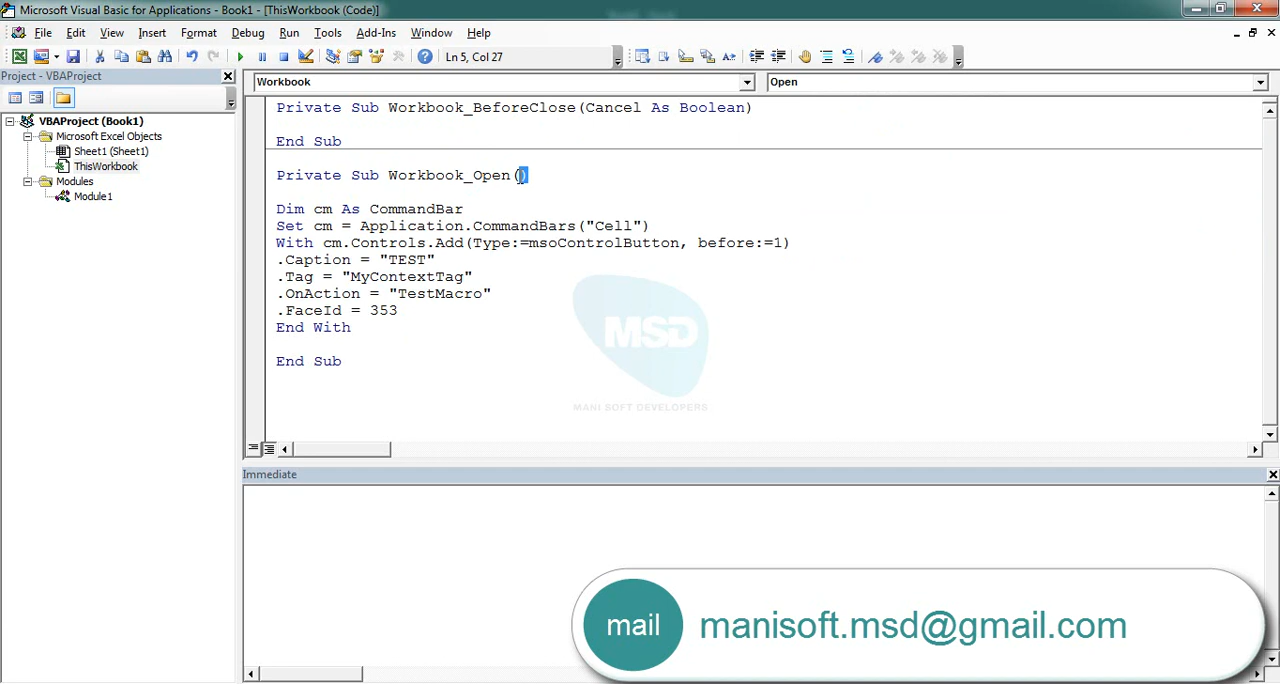 Microsoft Visual Basic for Applications - Book1 - [ThisWorkbook (Code)]
File Edit View Insert Format Debug Run Tools Add-Ins Window Help
Ln 5, Col 27
Project - VBAProject
Workbook Open
VBAProject (Book1)
Microsoft Excel Objects
Sheet1 (Sheet1)
ThisWorkbook
Modules
Module1
Private Sub Workbook_BeforeClose(Cancel As Boolean)
End Sub
Private Sub Workbook_Open()
Dim cm As CommandBar
Set cm = Application.CommandBars("Cell")
With cm.Controls.Add(Type:=msoControlButton, before:=1)
.Caption = "TEST"
.Tag = "MyContextTag"
.OnAction = "TestMacro"
.FaceId = 353
End With
End Sub
MSD
MANI SOFT DEVELOPERS
Immediate
mail manisoft.msd@gmail.com